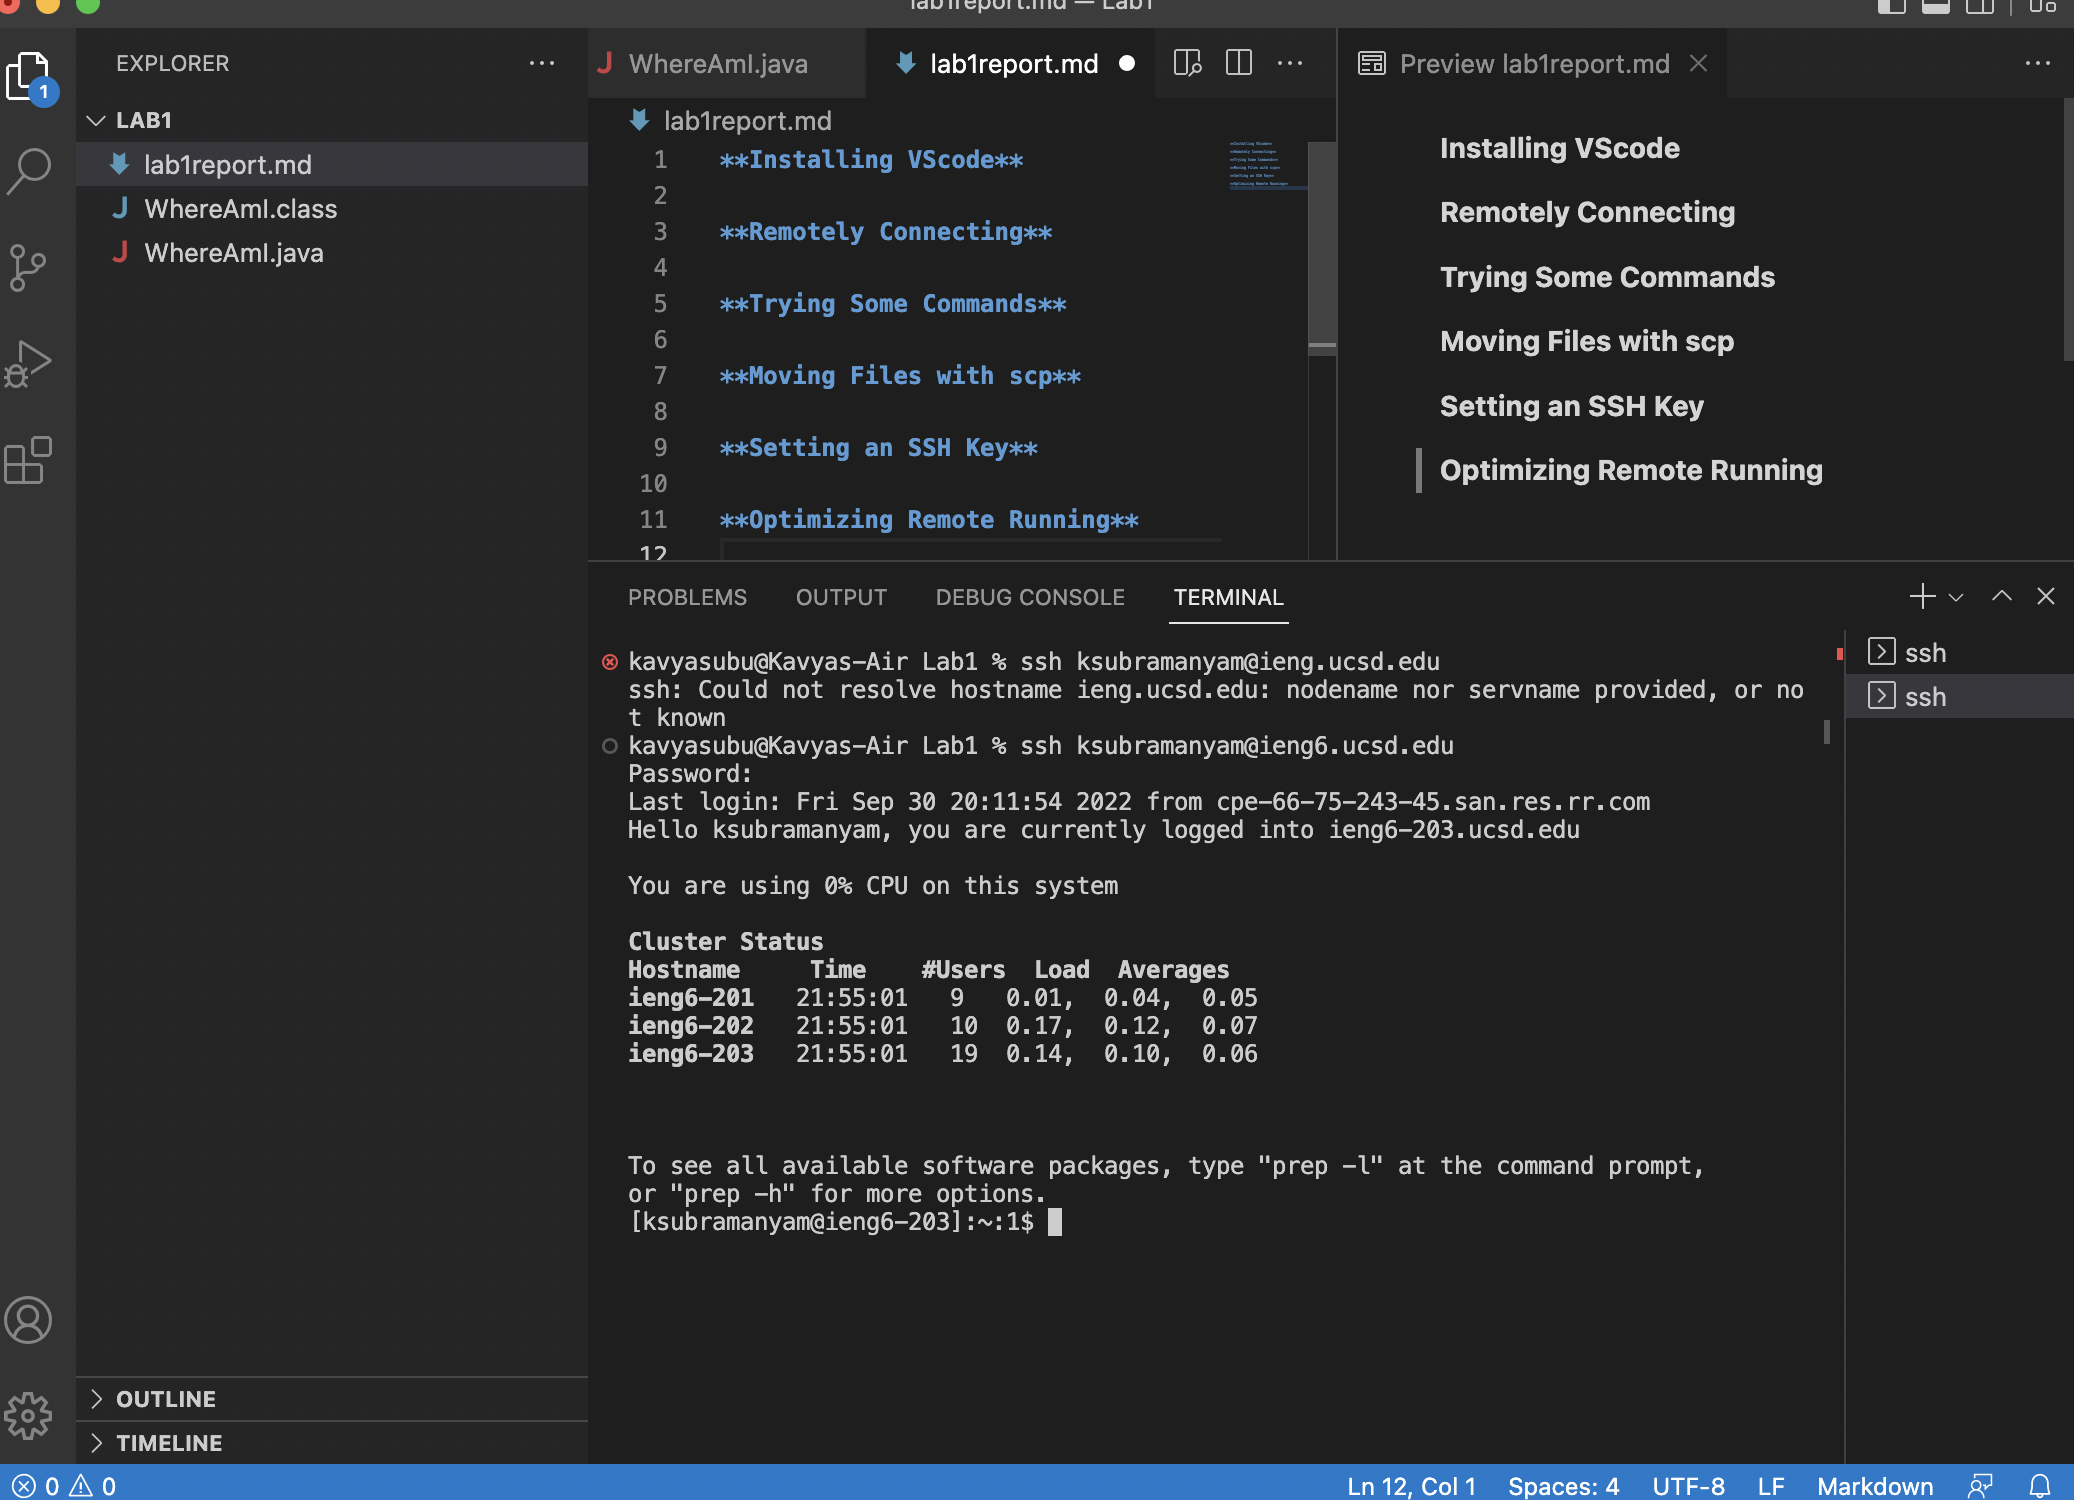 lab1report.md — Lab1
EXPLORER
1
LAB1
lab1report.md
WhereAmI.class
WhereAmI.java
OUTLINE
TIMELINE
WhereAmI.java
lab1report.md
lab1report.md
1 **Installing VScode**
2
3 **Remotely Connecting**
4
5 **Trying Some Commands**
6
7 **Moving Files with scp**
8
9 **Setting an SSH Key**
10
11 **Optimizing Remote Running**
12
Preview lab1report.md
Installing VScode
Remotely Connecting
Trying Some Commands
Moving Files with scp
Setting an SSH Key
Optimizing Remote Running
PROBLEMS OUTPUT DEBUG CONSOLE TERMINAL
kavyasubu@Kavyas-Air Lab1 % ssh ksubramanyam@ieng.ucsd.edu
ssh: Could not resolve hostname ieng.ucsd.edu: nodename nor servname provided, or no
t known
kavyasubu@Kavyas-Air Lab1 % ssh ksubramanyam@ieng6.ucsd.edu
Password:
Last login: Fri Sep 30 20:11:54 2022 from cpe-66-75-243-45.san.res.rr.com
Hello ksubramanyam, you are currently logged into ieng6-203.ucsd.edu
You are using 0% CPU on this system
Cluster Status
Hostname Time #Users Load Averages
ieng6-201 21:55:01 9 0.01, 0.04, 0.05
ieng6-202 21:55:01 10 0.17, 0.12, 0.07
ieng6-203 21:55:01 19 0.14, 0.10, 0.06
To see all available software packages, type "prep -l" at the command prompt,
or "prep -h" for more options.
[ksubramanyam@ieng6-203]:~:1$
ssh
ssh
0 0
Ln 12, Col 1 Spaces: 4 UTF-8 LF Markdown